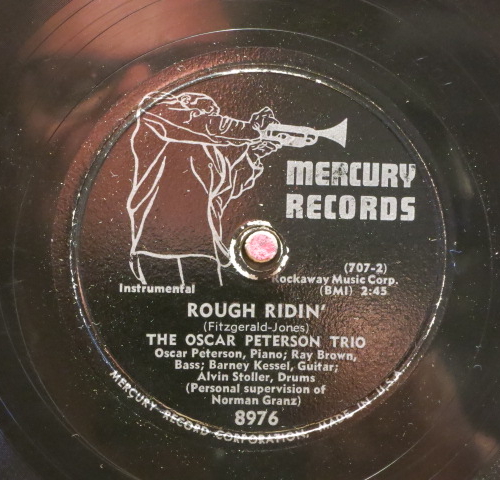 MERCURY
RECORDS
(707-2)
Rockaway Music Corp.
Instrumental (BMI) 2:45
ROUGH RIDIN'
(Fitzgerald-Jones)
THE OSCAR PETERSON TRIO
Oscar Peterson, Piano; Ray Brown,
Bass; Barney Kessel, Guitar;
Alvin Stoller, Drums
(Personal supervision of
Norman Granz)
8976
MERCURY RECORD CORPORATION, MADE IN U.S.A.